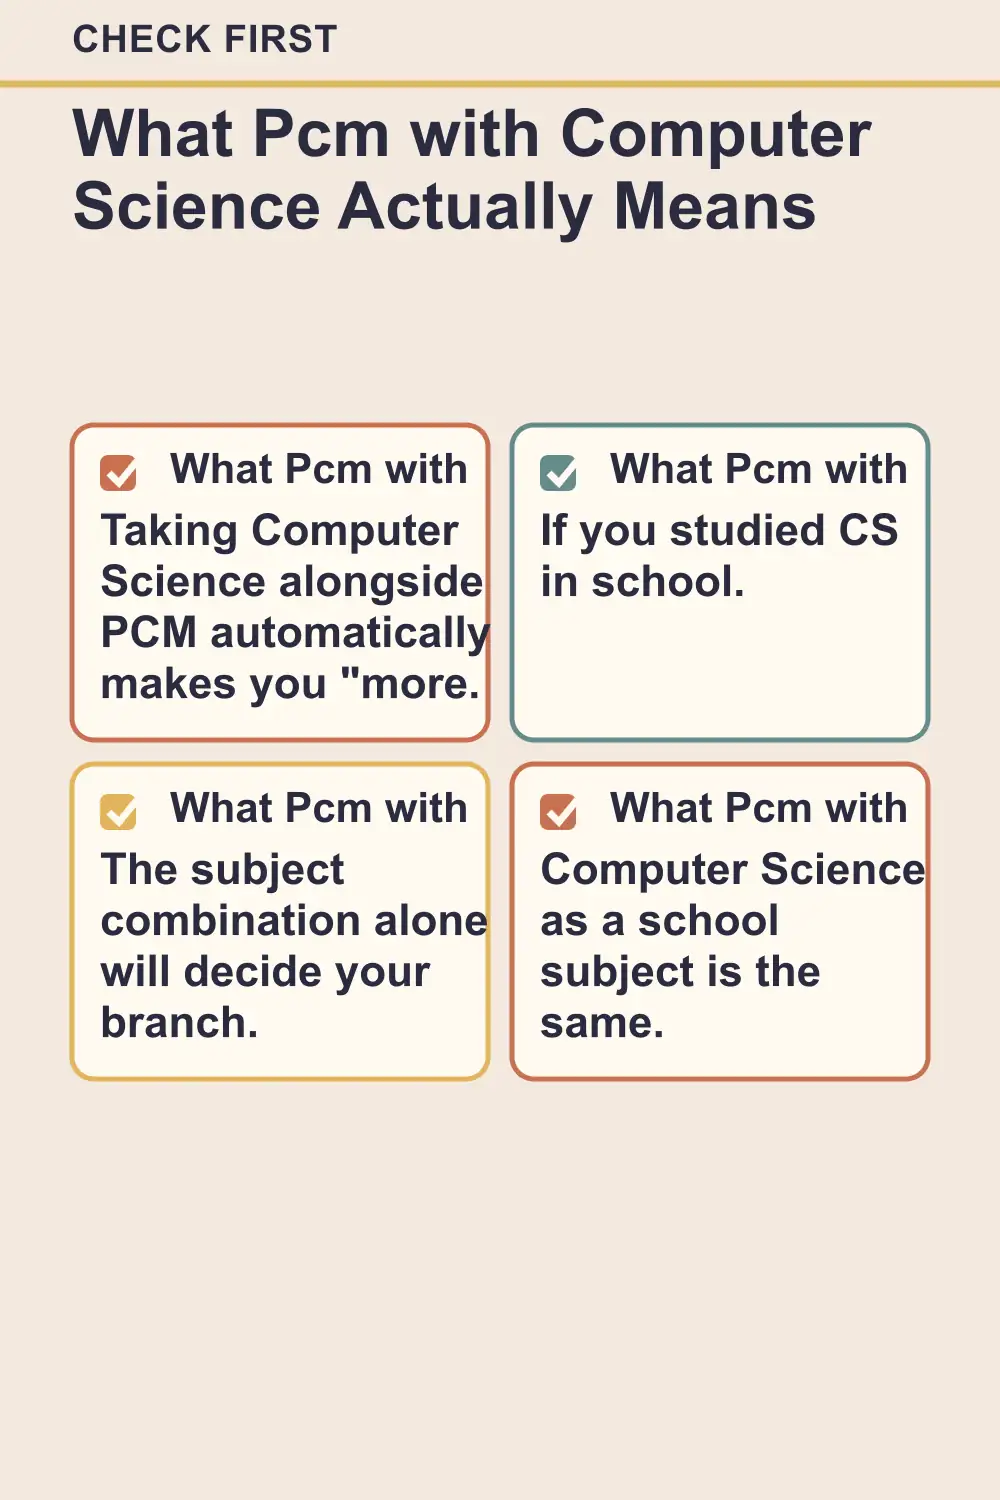 CHECK FIRST
What Pcm with Computer
Science Actually Means
What Pcm with
Taking Computer
Science alongside
PCM automatically
makes you "more.
What Pcm with
If you studied CS
in school.
What Pcm with
The subject
combination alone
will decide your
branch.
What Pcm with
Computer Science
as a school
subject is the
same.